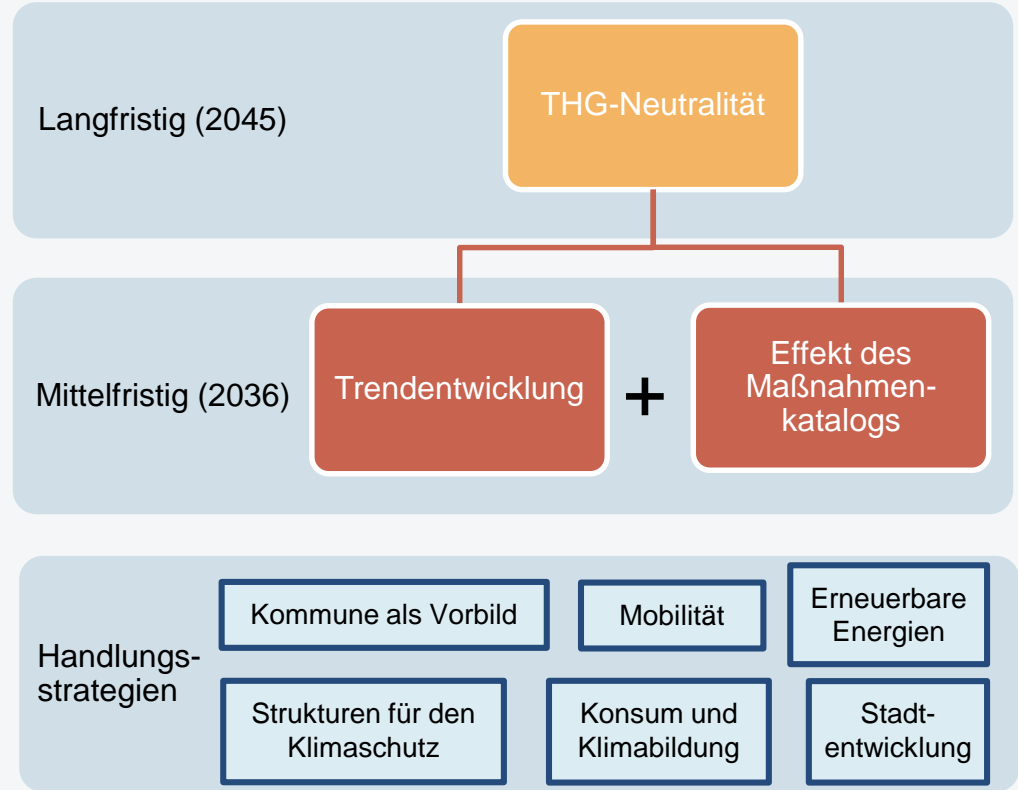 Langfristig (2045)
THG-Neutralität
Mittelfristig (2036)
Trendentwicklung
+
Effekt des
Maßnahmen-
katalogs
Handlungs-
strategien
Kommune als Vorbild
Mobilität
Erneuerbare
Energien
Strukturen für den
Klimaschutz
Konsum und
Klimabildung
Stadt-
entwicklung